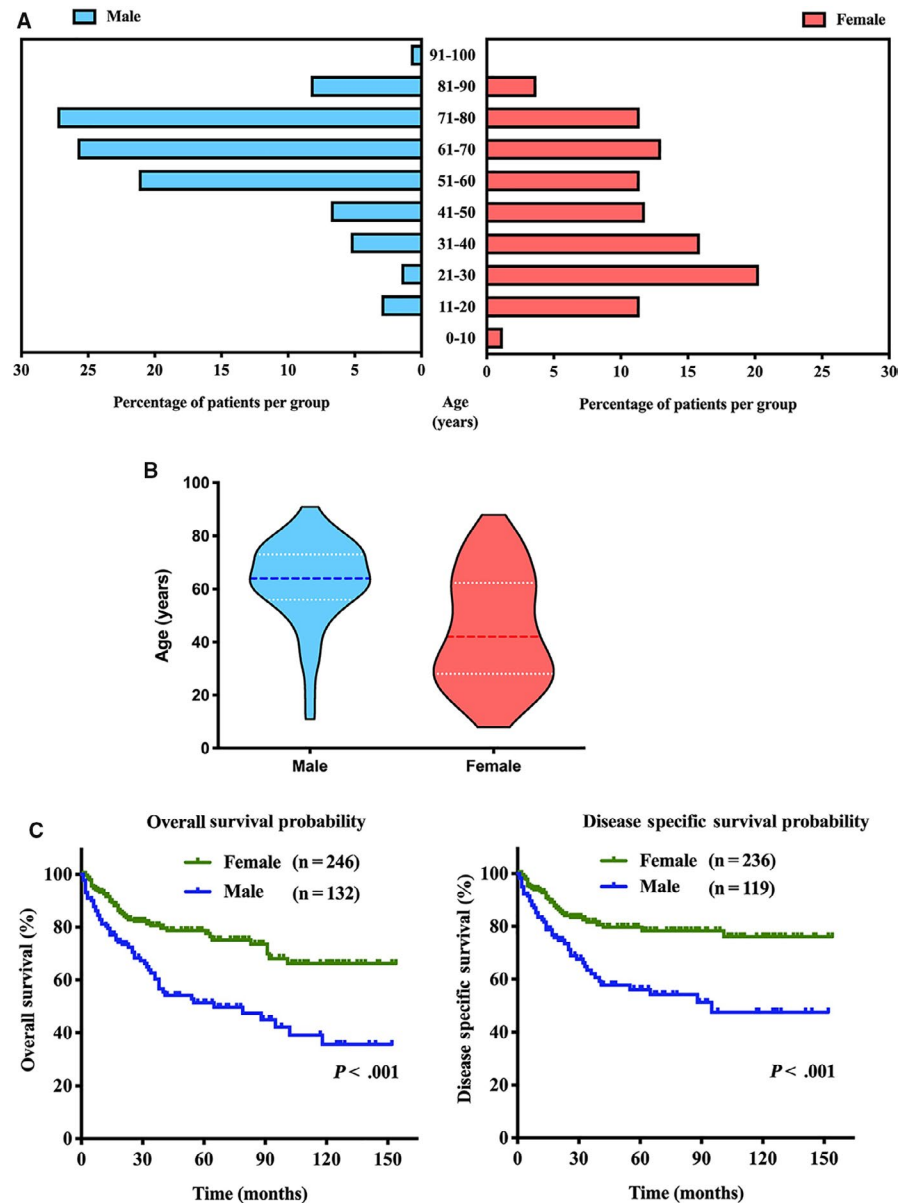 A
Male
Female
91-100
81-90
71-80
61-70
51-60
41-50
31-40
21-30
11-20
0-10
30 25 20 15 10 5 0
0 5 10 15 20 25 30
Percentage of patients per group
Age
(years)
Percentage of patients per group
B
100
80
60
40
20
0
Age (years)
Male
Female
C
Overall survival probability
Female (n = 246)
Male (n = 132)
100
80
60
40
20
0
Overall survival (%)
P < .001
0 30 60 90 120 150
Time (months)
Disease specific survival probability
Female (n = 236)
Male (n = 119)
100
80
60
40
20
0
Disease specific survival (%)
P < .001
0 30 60 90 120 150
Time (months)